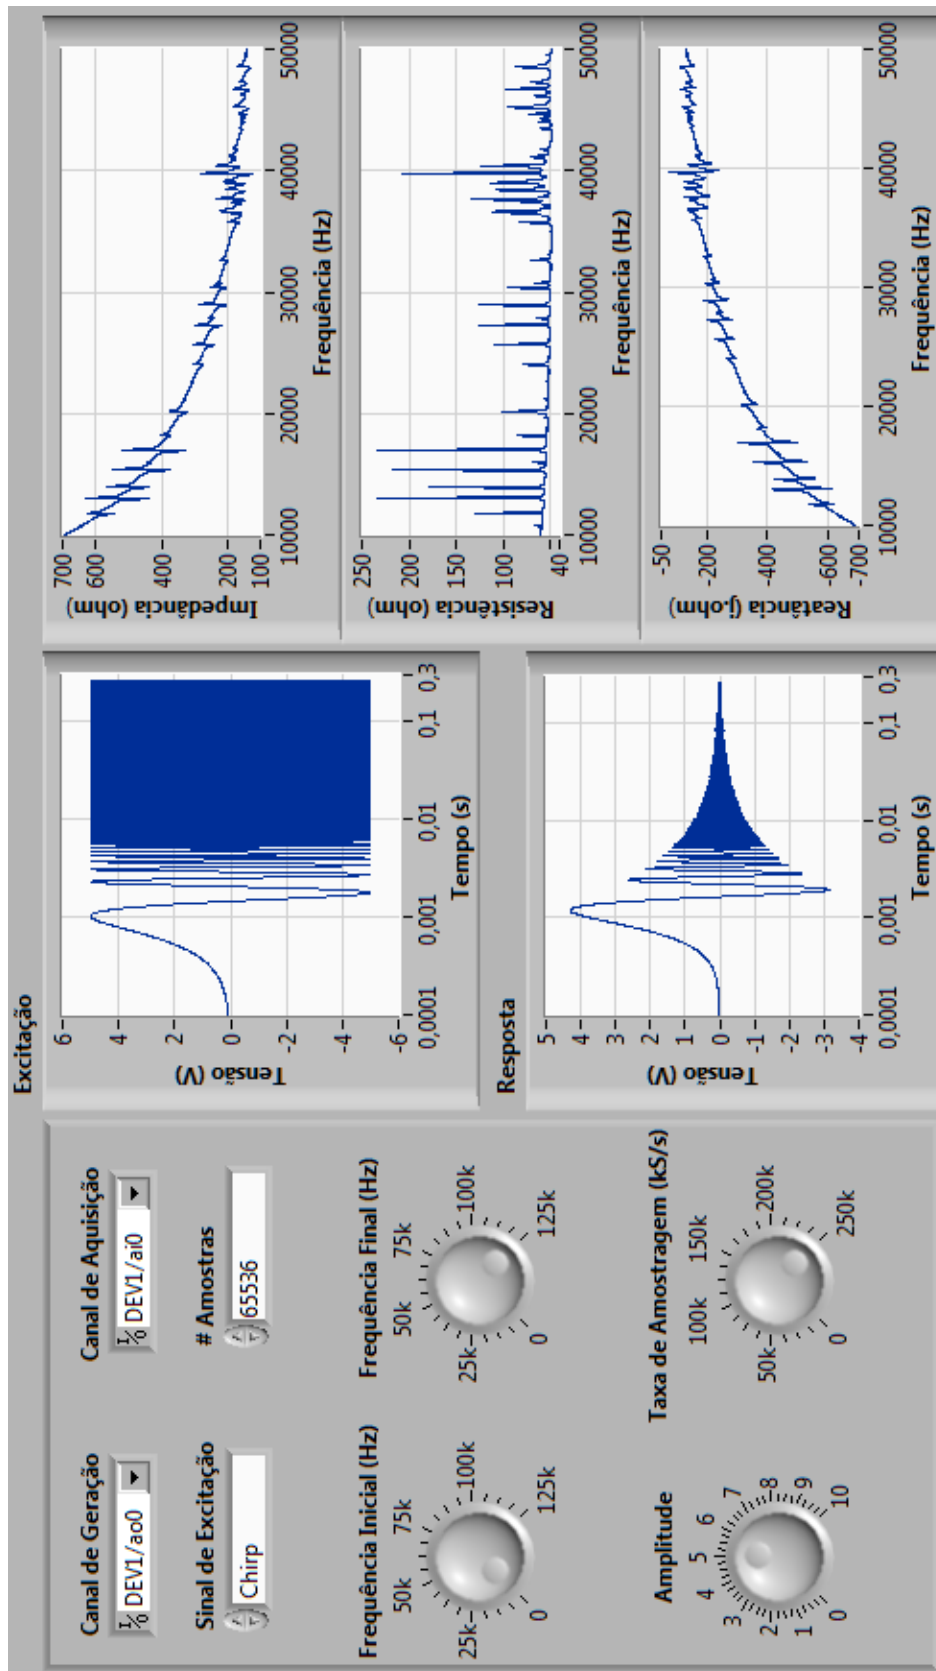 Canal de Geração
Canal de Aquisição
I/O DEV1/ao0
I/O DEV1/ai0
Sinal de Excitação
# Amostras
Chirp
65536
Frequência Inicial (Hz)
Frequência Final (Hz)
0 25k 50k 75k 100k 125k
0 25k 50k 75k 100k 125k
Amplitude
Taxa de Amostragem (kS/s)
0 1 2 3 4 5 6 7 8 9 10
0 50k 100k 150k 200k 250k
Excitação
Tensão (V)
6
4
2
0
-2
-4
-6
0,0001 0,001 0,01 0,1 0,3
Tempo (s)
Resposta
Tensão (V)
5
4
3
2
1
0
-1
-2
-3
-4
0,0001 0,001 0,01 0,1 0,3
Tempo (s)
Impedância (ohm)
700
600
400
200
100
10000 20000 30000 40000 50000
Frequência (Hz)
Resistência (ohm)
250
200
150
100
40
10000 20000 30000 40000 50000
Frequência (Hz)
Reatância (j.ohm)
-50
-200
-400
-600
-700
10000 20000 30000 40000 50000
Frequência (Hz)